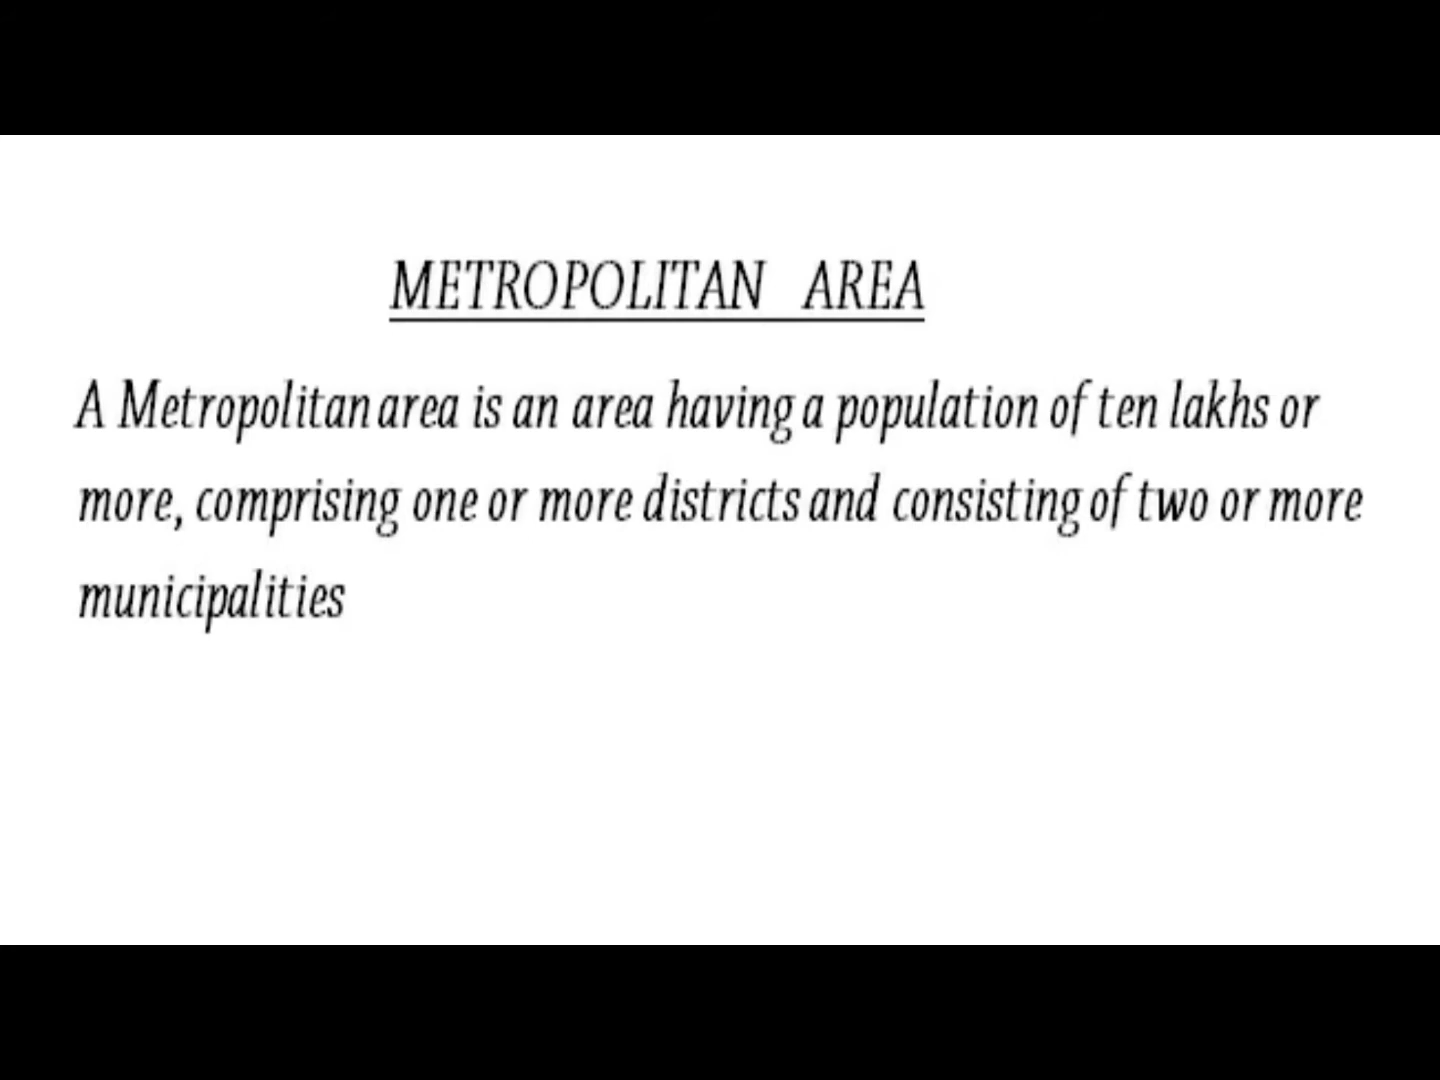 METROPOLITAN AREA
A Metropolitan area is an area having a population of ten lakhs or
more, comprising one or more districts and consisting of two or more
municipalities